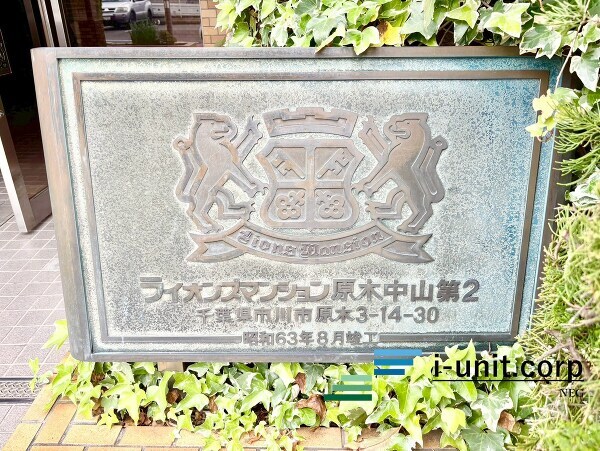 Lions Mansion
ライオンズマンション原木中山第2
千葉県市川市原木3-14-30
昭和63年8月竣工
i-unit.corp
NEG